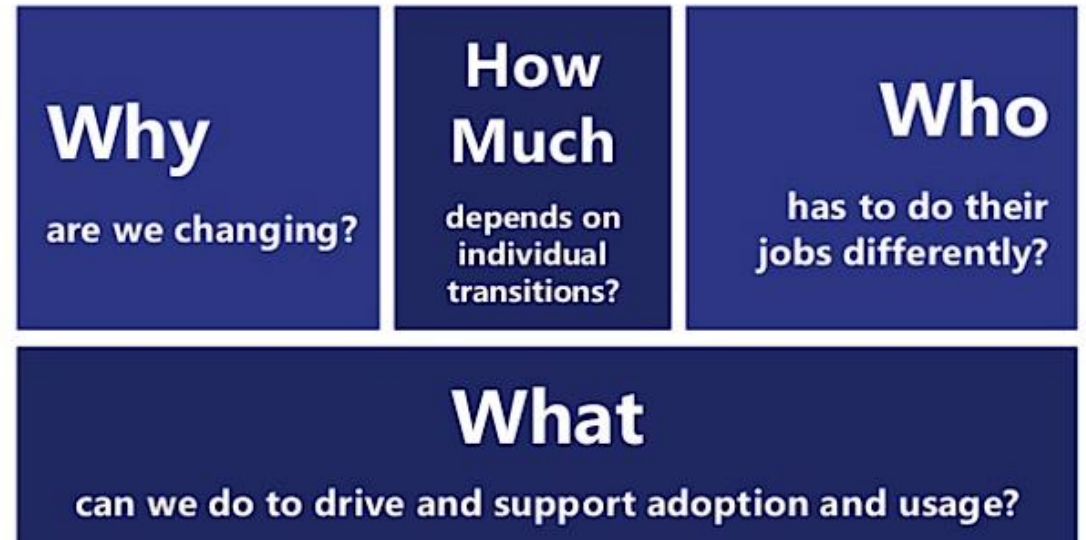 Why
are we changing?
How
Much
depends on
individual
transitions?
Who
has to do their
jobs differently?
What
can we do to drive and support adoption and usage?